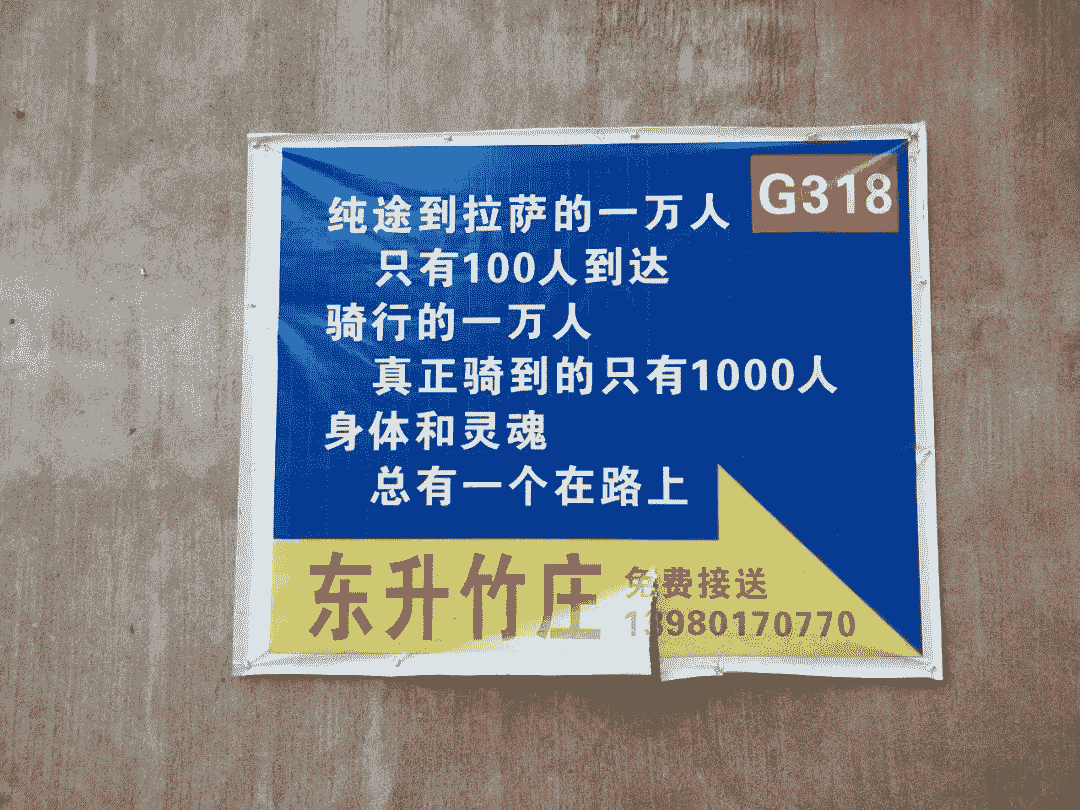 G318
纯途到拉萨的一万人
只有100人到达
骑行的一万人
真正骑到的只有1000人
身体和灵魂
总有一个在路上
东升竹庄
免费接送
13980170770